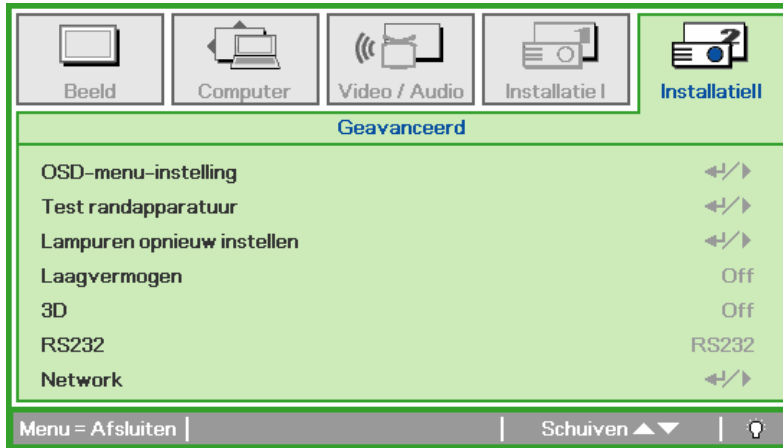 Beeld Computer Video / Audio Installatie I InstallatieII
Geavanceerd
OSD-menu-instelling
Test randapparatuur
Lampuren opnieuw instellen
Laagvermogen Off
3D Off
RS232 RS232
Network
Menu = Afsluiten Schuiven